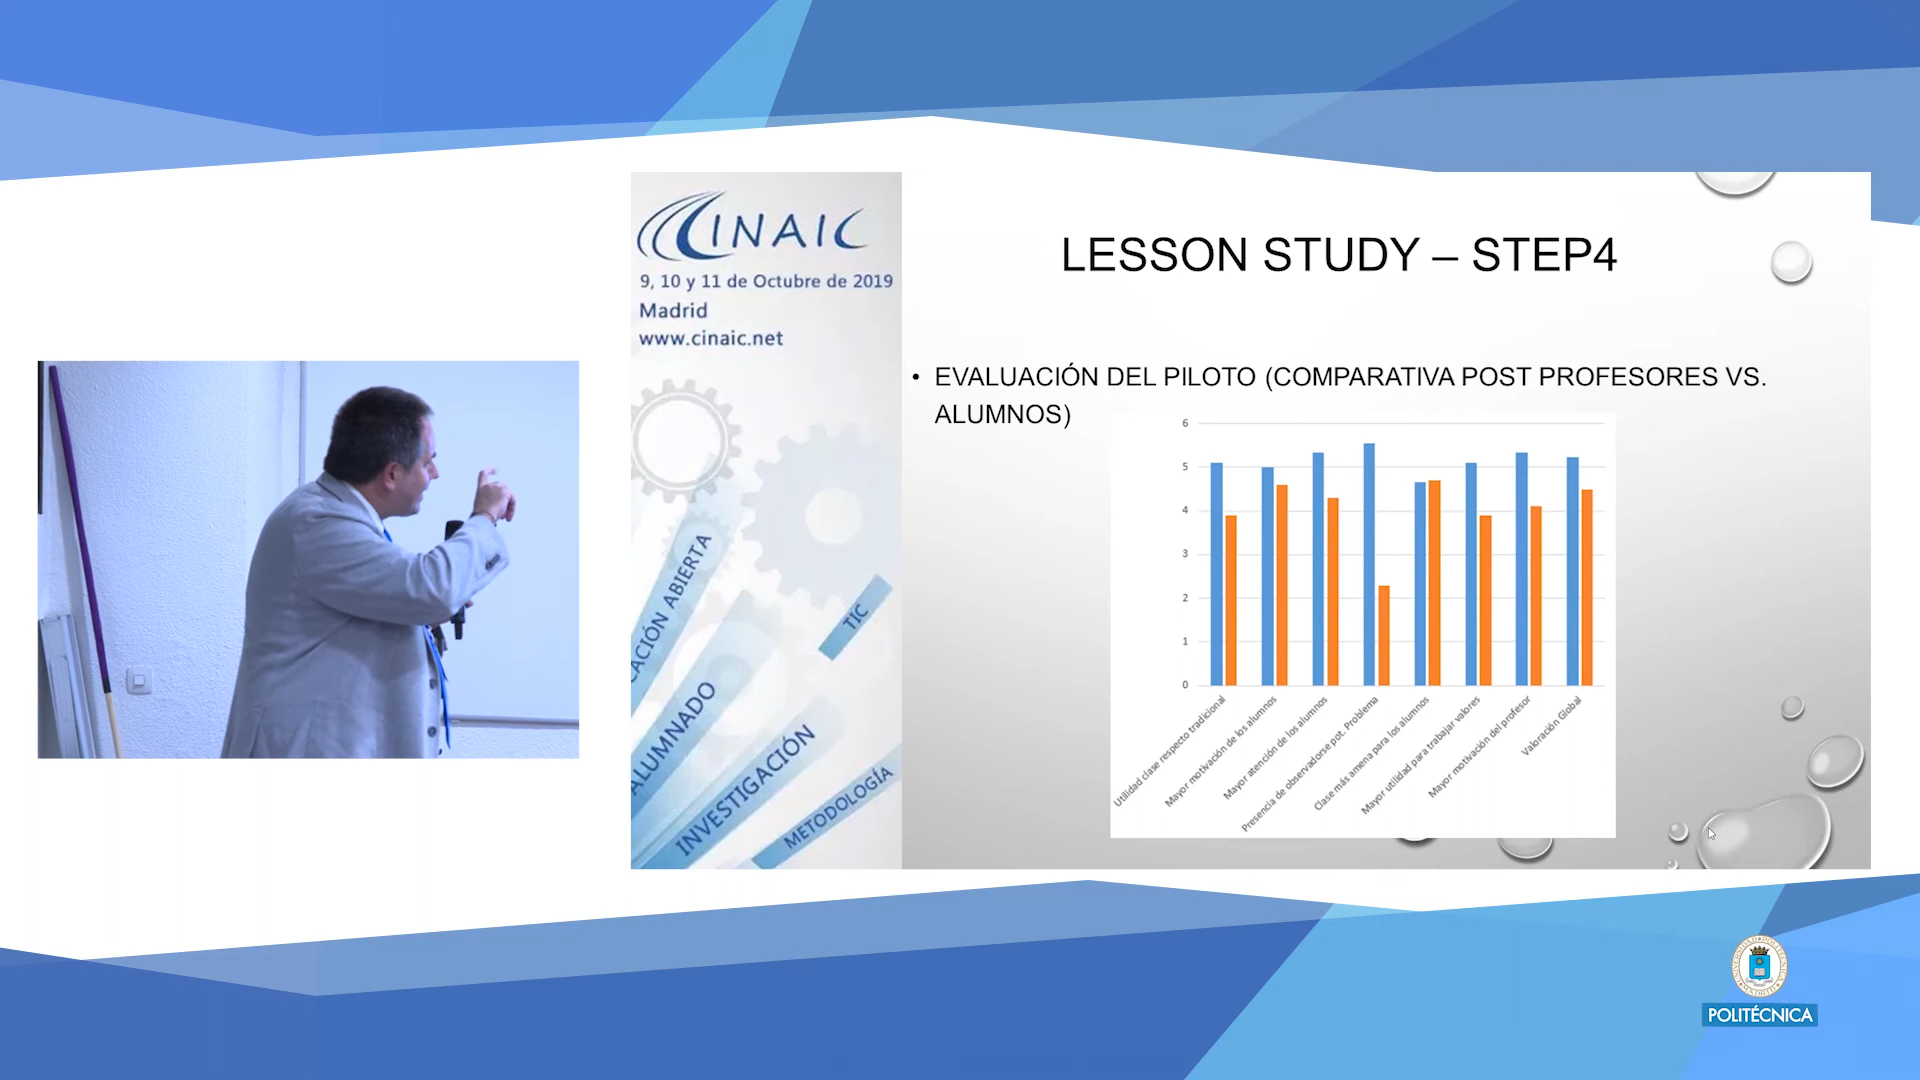 CINAIC
9, 10 y 11 de Octubre de 2019
Madrid
www.cinaic.net
ACIÓN ABIERTA
TIC
ALUMNADO
INVESTIGACIÓN
METODOLOGÍA
LESSON STUDY – STEP4
• EVALUACIÓN DEL PILOTO (COMPARATIVA POST PROFESORES VS.
ALUMNOS)
6
5
4
3
2
1
0
Utilidad clase respecto tradicional
Mayor motivación de los alumnos
Mayor atención de los alumnos
Presencia de observadorse pot. Problema
Clase más amena para los alumnos
Mayor utilidad para trabajar valores
Mayor motivación del profesor
Valoración Global
POLITÉCNICA